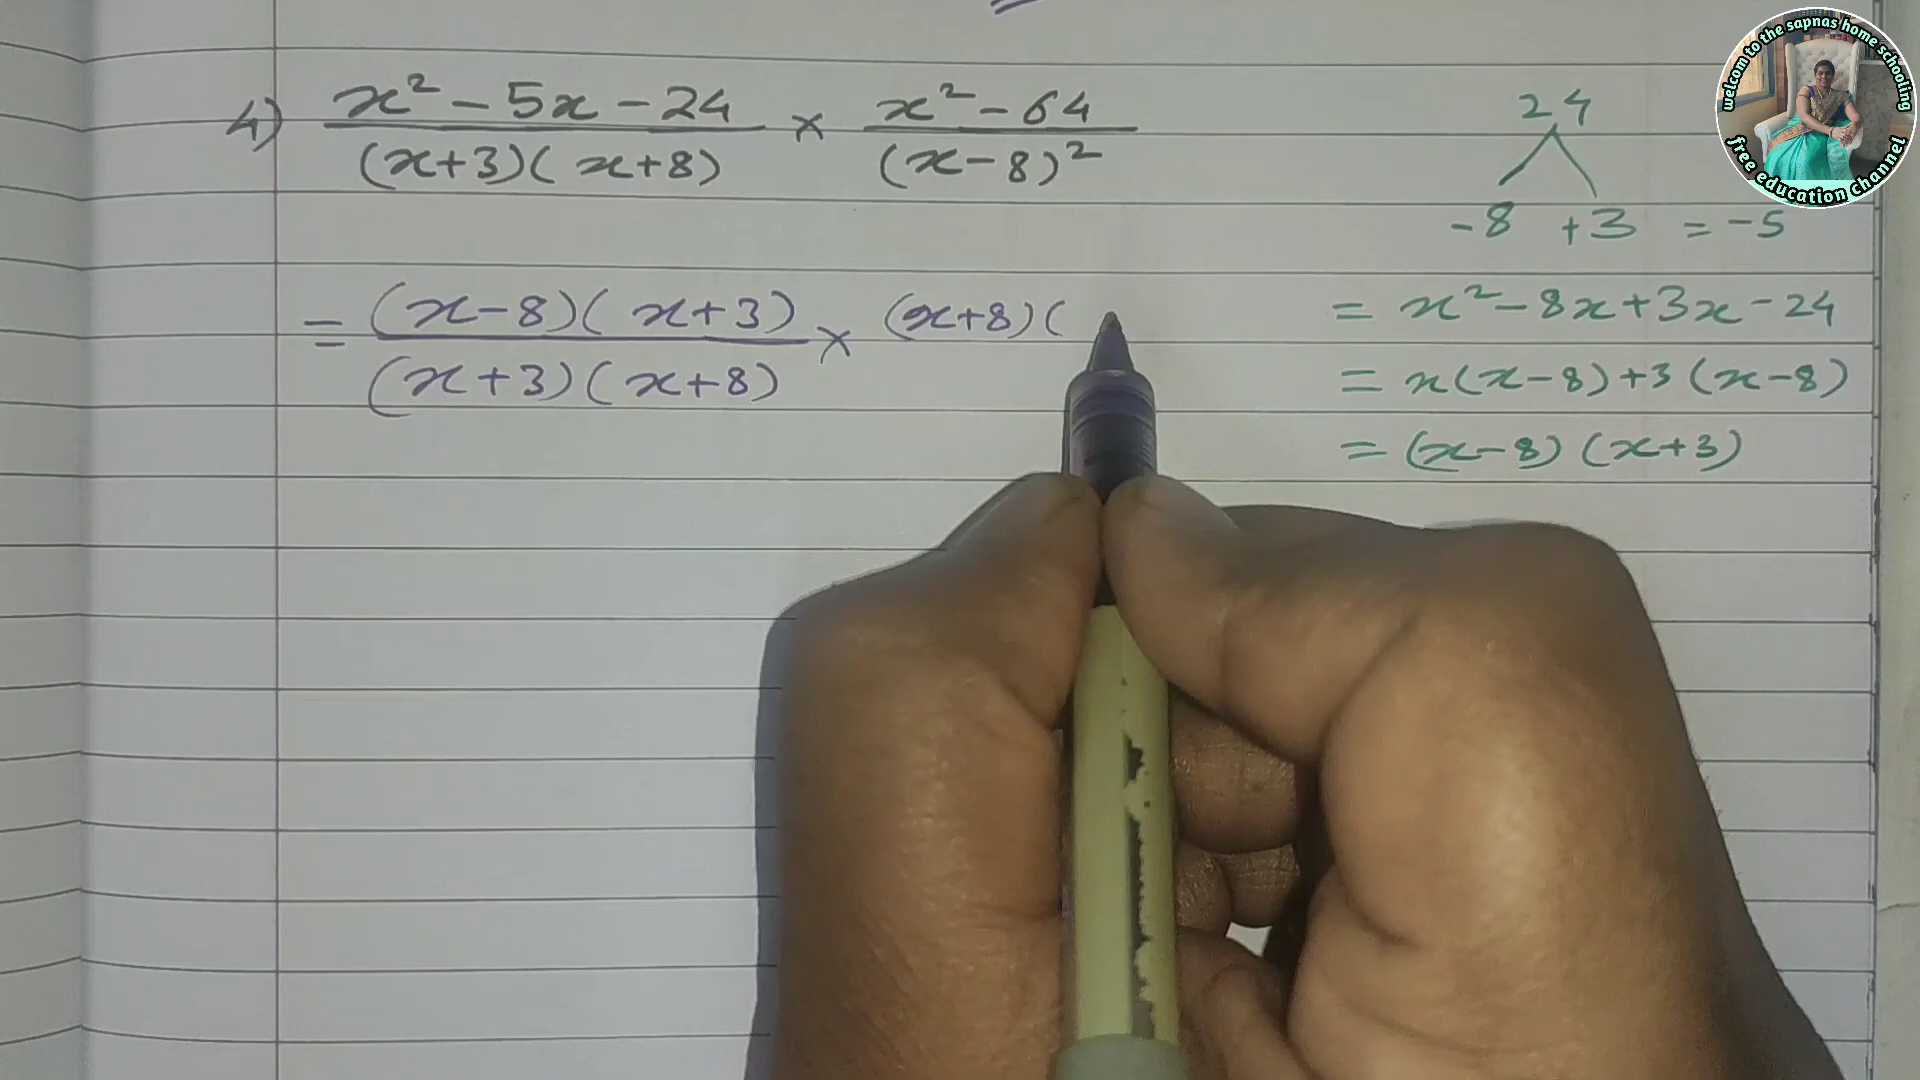 4) (x² - 5x - 24)/((x+3)(x+8)) × (x² - 64)/((x-8)²)
= ((x-8)(x+3))/((x+3)(x+8)) × (x+8)(
24
-8 +3 = -5
= x² - 8x + 3x - 24
= x(x-8)+3(x-8)
= (x-8)(x+3)
welcom to the sapnas home schooling
free education channel